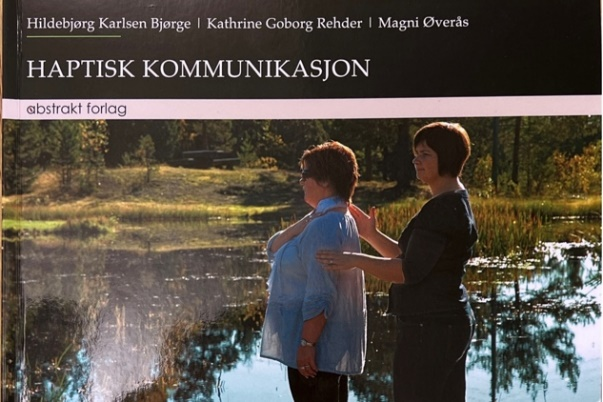 Hildebjørg Karlsen Bjørge | Kathrine Goborg Rehder | Magni Øverås
HAPTISK KOMMUNIKASJON
abstrakt forlag